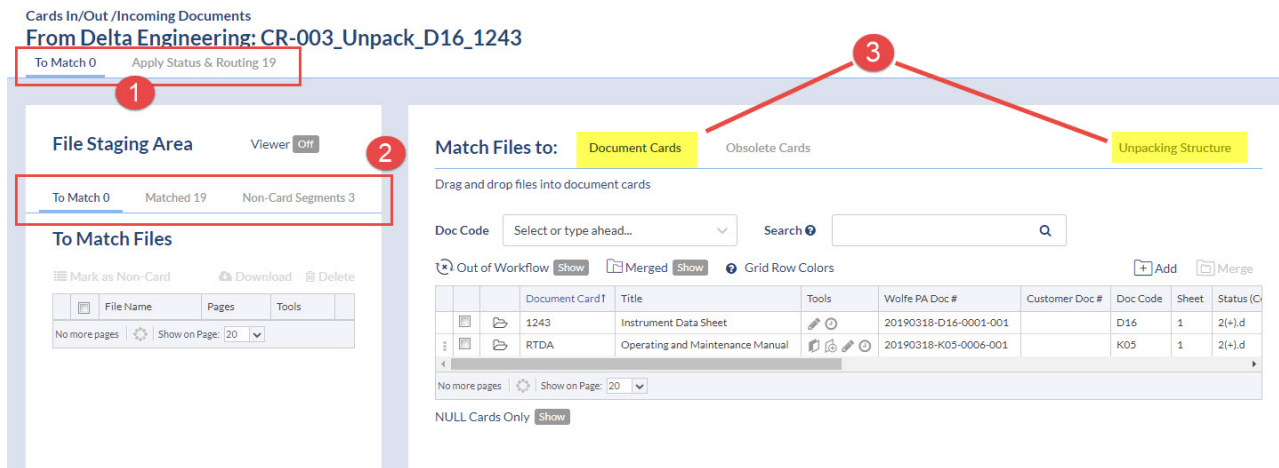 Cards In/Out /Incoming Documents
From Delta Engineering: CR-003_Unpack_D16_1243
To Match 0 Apply Status & Routing 19
1
3
File Staging Area Viewer Off
2
To Match 0 Matched 19 Non-Card Segments 3
To Match Files
Mark as Non-Card Download Delete
File Name Pages Tools
No more pages Show on Page: 20
Match Files to: Document Cards Obsolete Cards Unpacking Structure
Drag and drop files into document cards
Doc Code Select or type ahead... Search
Out of Workflow Show Merged Show Grid Row Colors Add Merge
Document Card↑ Title Tools Wolfe PA Doc # Customer Doc # Doc Code Sheet Status (Co
1243 Instrument Data Sheet 20190318-D16-0001-001 D16 1 2(+).d
RTDA Operating and Maintenance Manual 20190318-K05-0006-001 K05 1 2(+).d
No more pages Show on Page: 20
NULL Cards Only Show